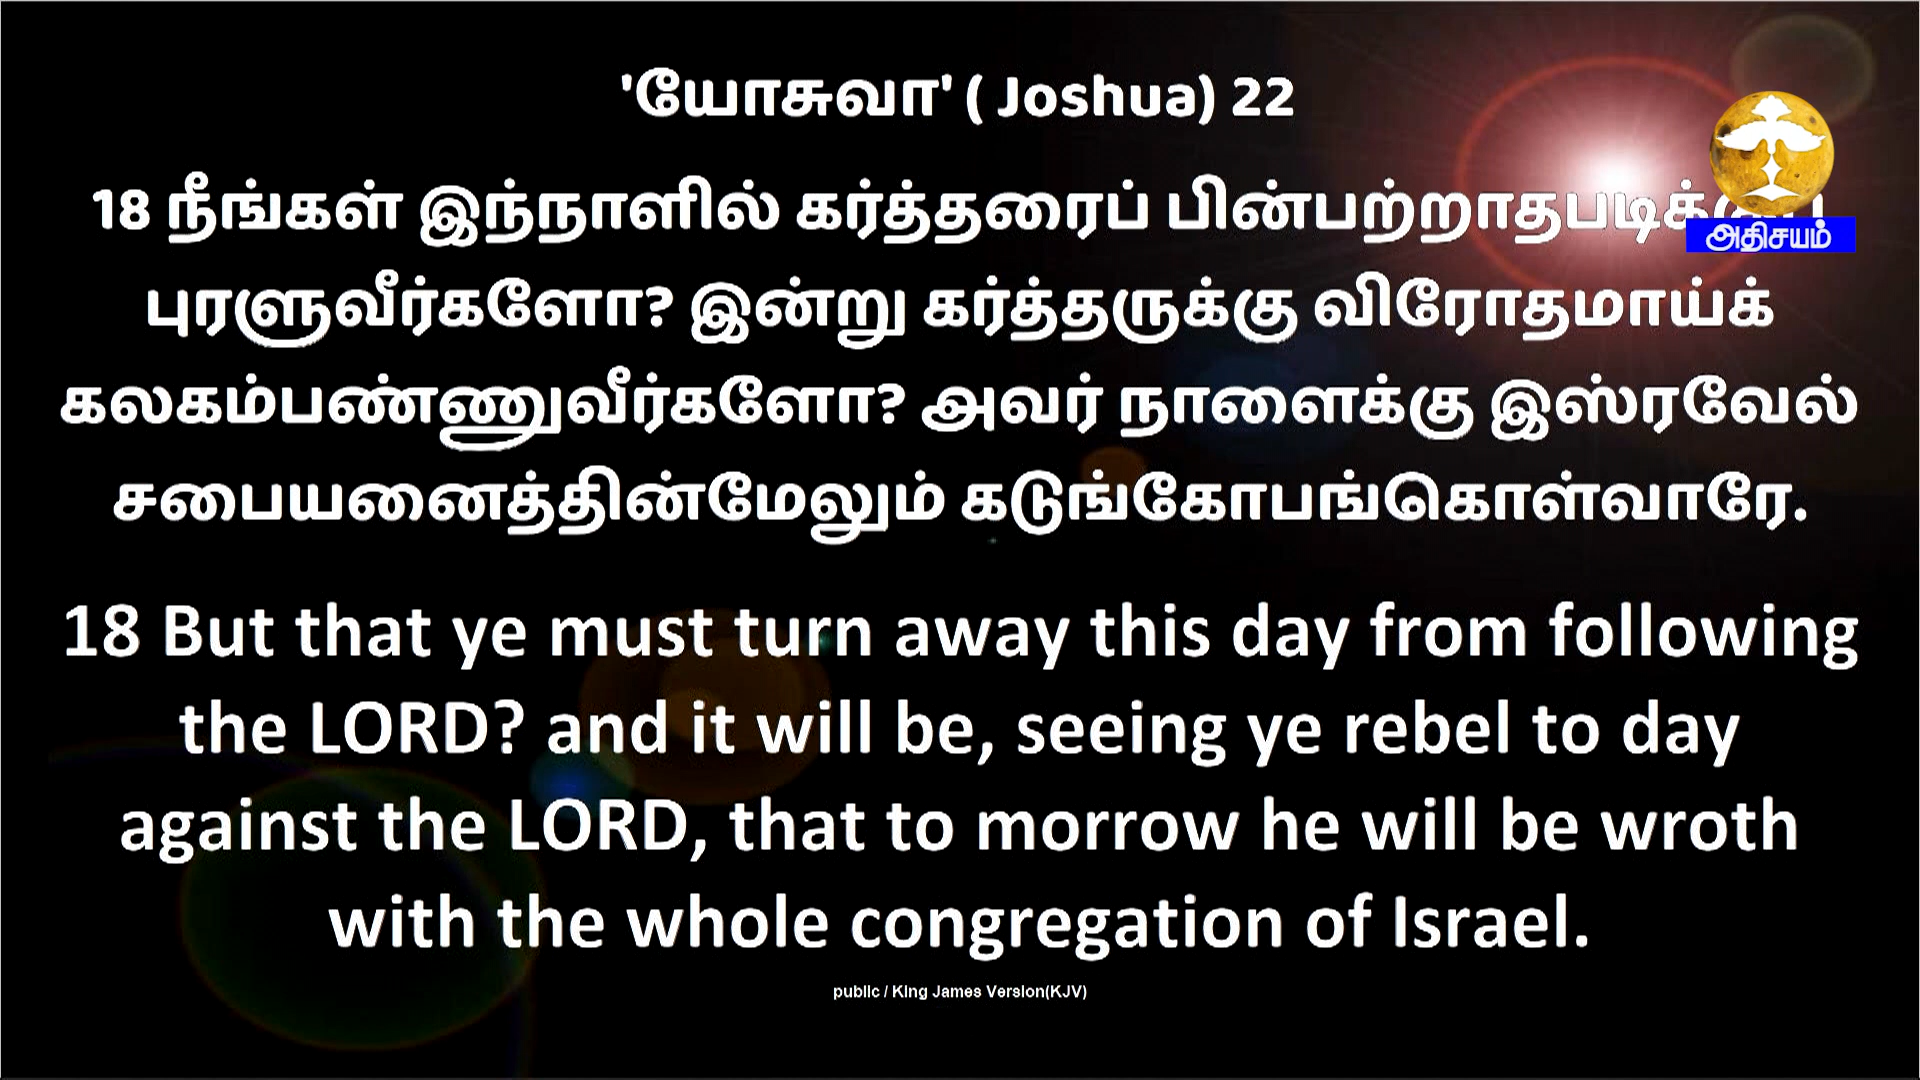 'யோசுவா' ( Joshua) 22
அதிசயம்
18 நீங்கள் இந்நாளில் கர்த்தரைப்
புரளுவீர்களோ? இன்று கர்த்தருக்கு விரோதமாய்க்
கலகம்பண்ணுவீர்களோ? அவர் நாளைக்கு இஸ்ரவேல்
சபையனைத்தின்மேலும் கடுங்கோபங்கொள்வாரே.
18 But that ye must turn away this day from following
the LORD? and it will be, seeing ye rebel to day
against the LORD, that to morrow he will be wroth
with the whole congregation of Israel.
public / King James Version(KJV)